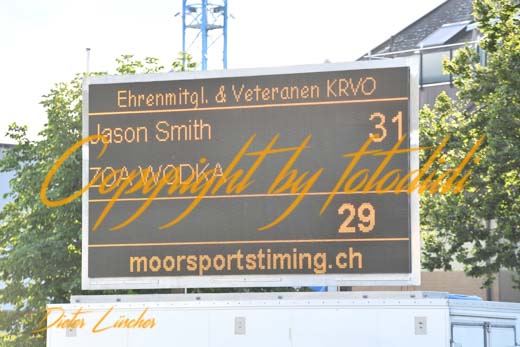 Ehrenmitgl. & Veteranen KRVO
Jason Smith 31
ZOA WODKA
Copyright by fotodidi
29
moorsportstiming.ch
Dieter Lüscher